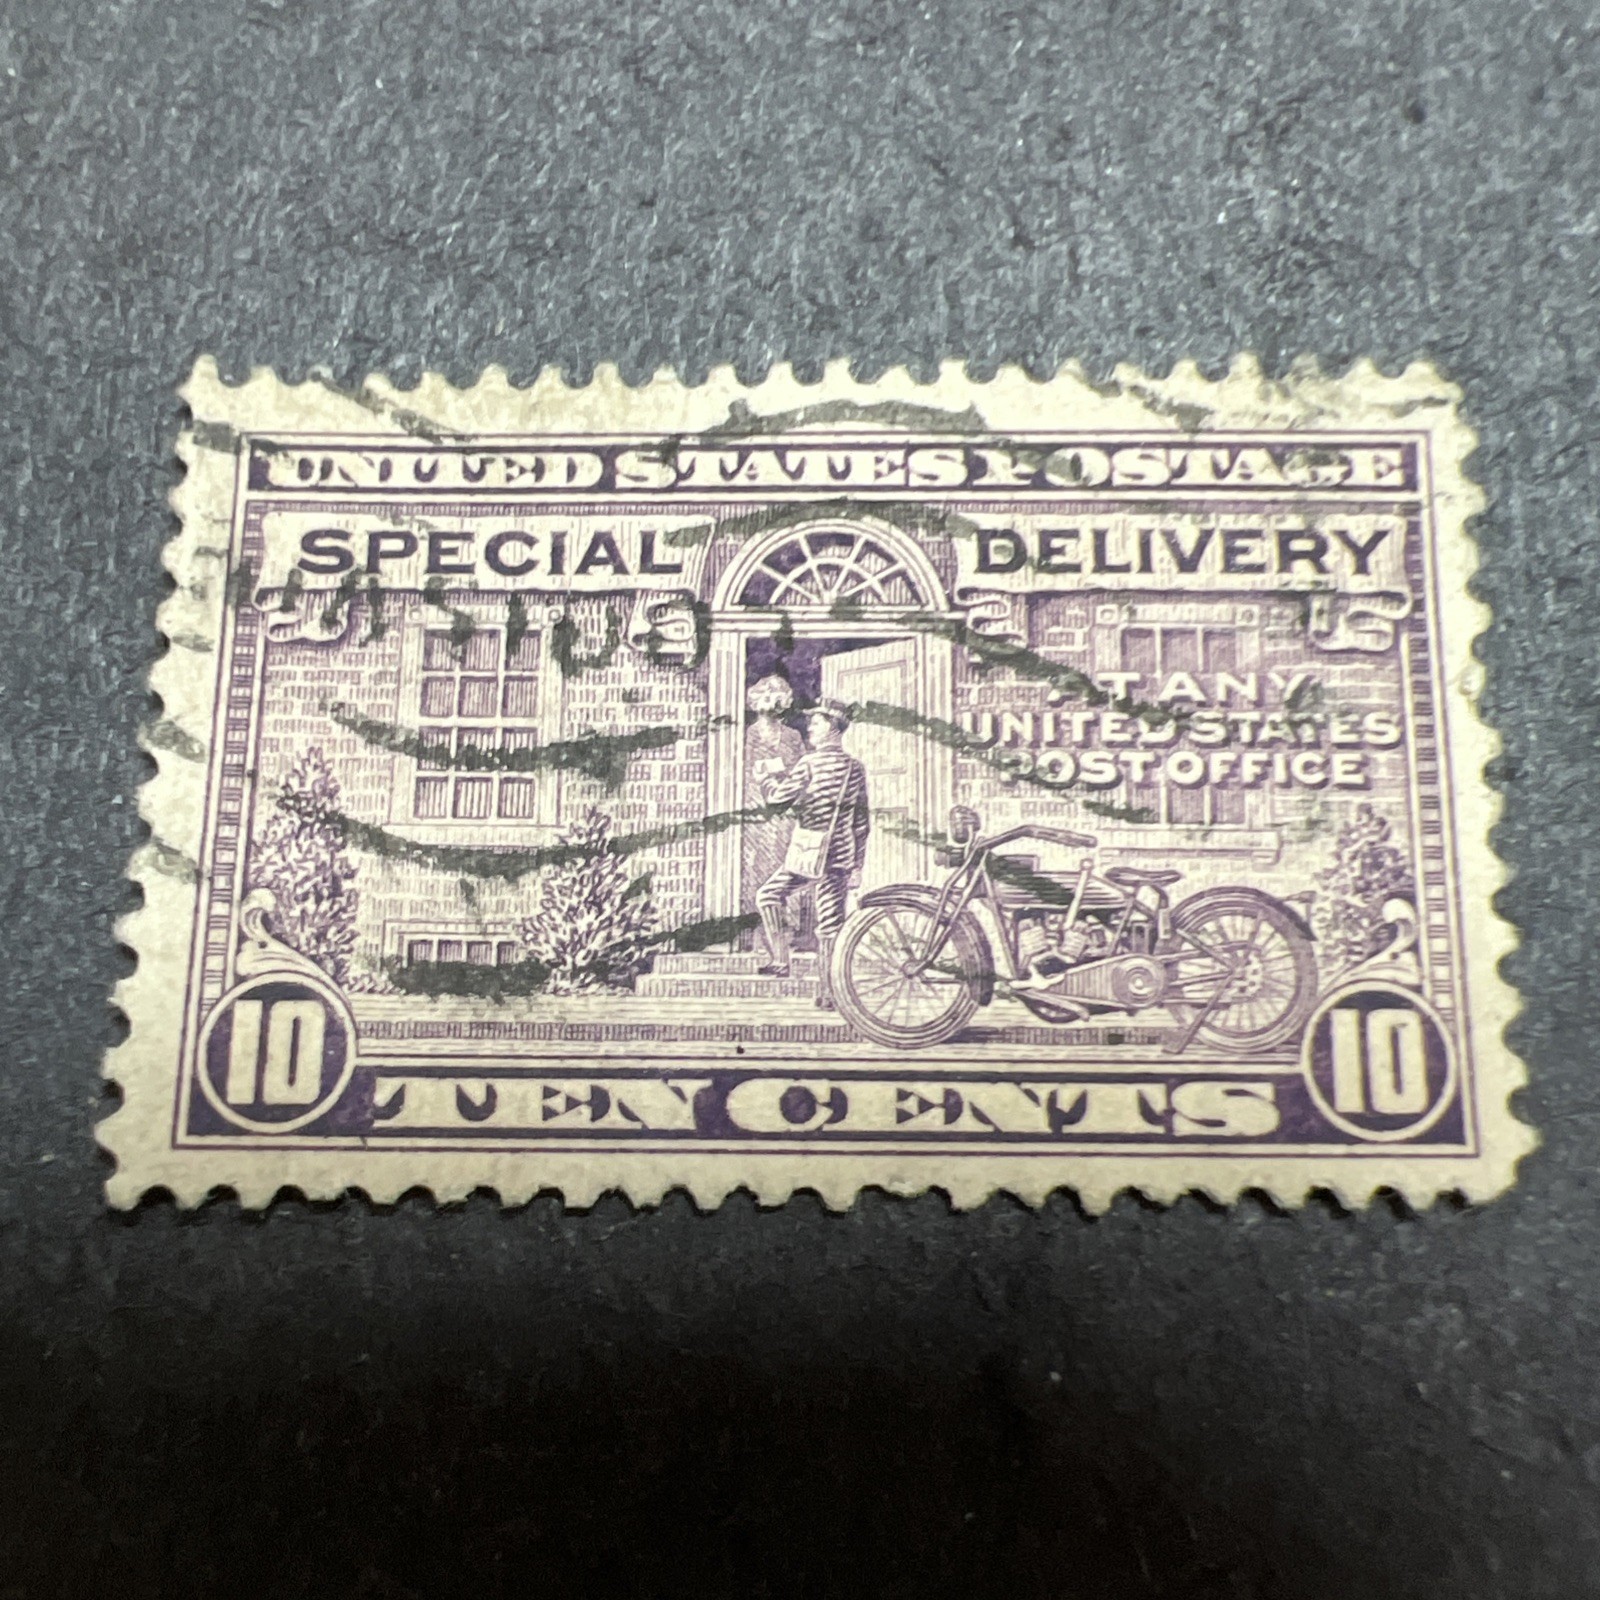 UNITED STATES POSTAGE
SPECIAL DELIVERY
AT ANY
UNITED STATES
POST OFFICE
10 TEN CENTS 10